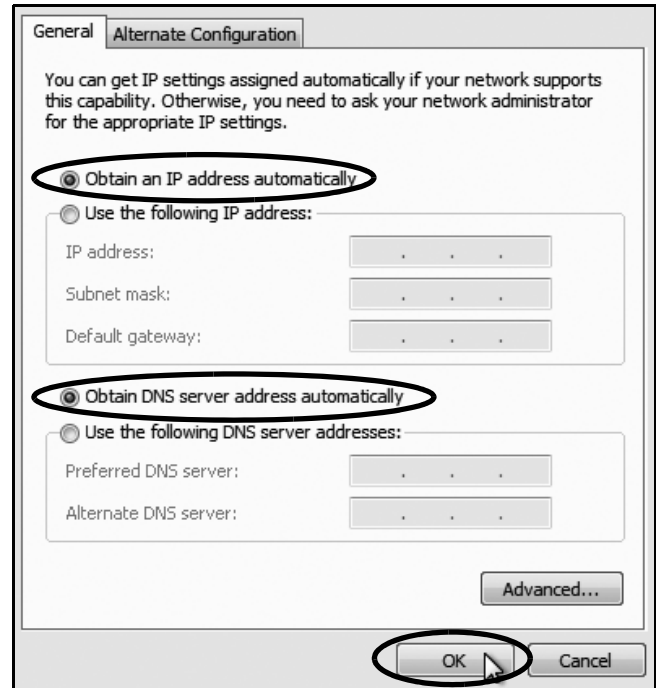 General Alternate Configuration
You can get IP settings assigned automatically if your network supports
this capability. Otherwise, you need to ask your network administrator
for the appropriate IP settings.
Obtain an IP address automatically
Use the following IP address:
IP address:
Subnet mask:
Default gateway:
Obtain DNS server address automatically
Use the following DNS server addresses:
Preferred DNS server:
Alternate DNS server:
Advanced...
OK Cancel